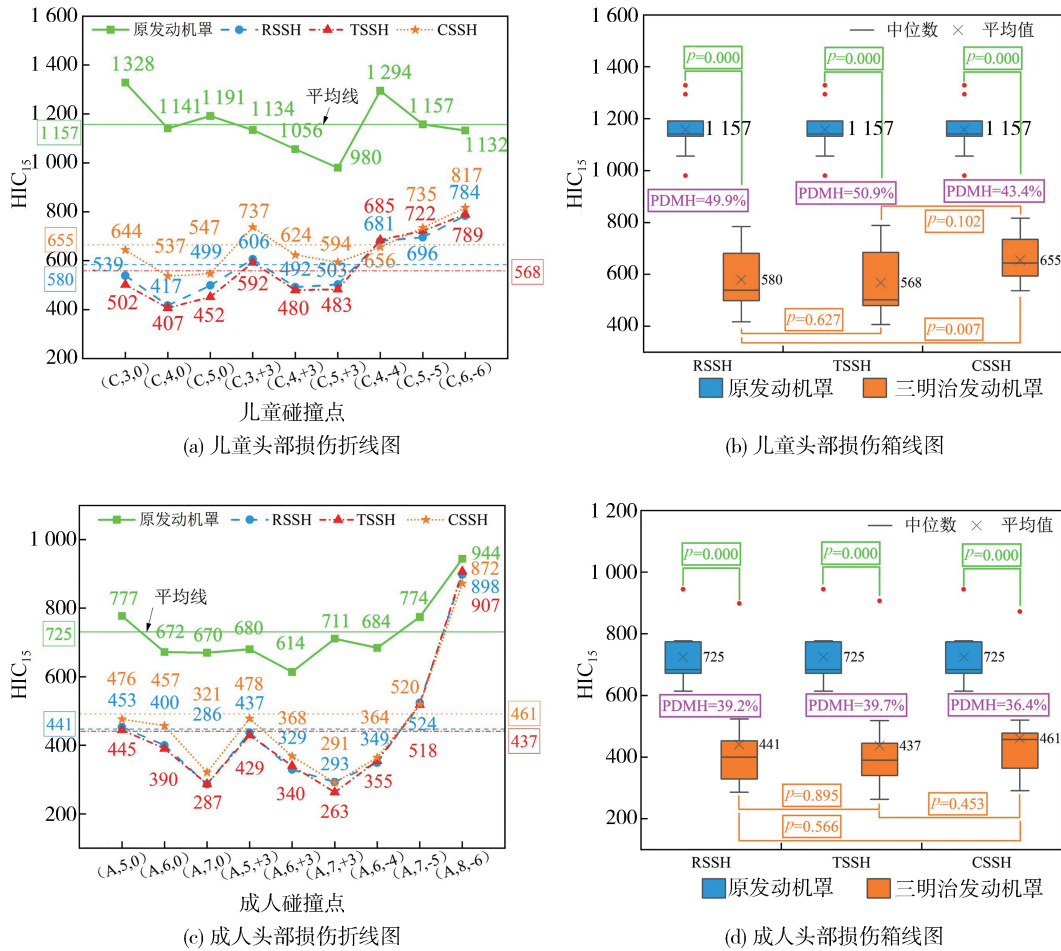 1 600
1 400
1 200
1 000
800
600
400
200
HIC15
原发动机罩 RSSH TSSH CSSH
平均线
1 157
655
580
568
1328 1 141 1 191 1 134 1 056 980 1 294 1 157 1 132
644 537 547 737 624 594 656 735 817
539 417 499 606 492 503 681 696 784
502 407 452 592 480 483 685 722 789
(C,3,0) (C,4,0) (C,5,0) (C,3,+3) (C,4,+3) (C,5,+3) (C,4,-4) (C,5,-5) (C,6,-6)
儿童碰撞点
(a) 儿童头部损伤折线图
1 600
1 400
1 200
1 000
800
600
400
HIC15
中位数 平均值
p=0.000 p=0.000 p=0.000
1 157 1 157 1 157
PDMH=49.9% PDMH=50.9% PDMH=43.4%
p=0.102
580 568 655
p=0.627 p=0.007
RSSH TSSH CSSH
原发动机罩 三明治发动机罩
(b) 儿童头部损伤箱线图
1 000
800
600
400
200
HIC15
原发动机罩 RSSH TSSH CSSH
平均线
725
441
461
437
777 672 670 680 614 711 684 774 944
476 457 321 478 368 291 364 520 872
453 400 286 437 329 293 349 524 898
445 390 287 429 340 263 355 518 907
(A,5,0) (A,6,0) (A,7,0) (A,5,+3) (A,6,+3) (A,7,+3) (A,6,-4) (A,7,-5) (A,8,-6)
成人碰撞点
(c) 成人头部损伤折线图
1 200
1 000
800
600
400
200
HIC15
中位数 平均值
p=0.000 p=0.000 p=0.000
725 725 725
PDMH=39.2% PDMH=39.7% PDMH=36.4%
441 437 461
p=0.895 p=0.453
p=0.566
RSSH TSSH CSSH
原发动机罩 三明治发动机罩
(d) 成人头部损伤箱线图